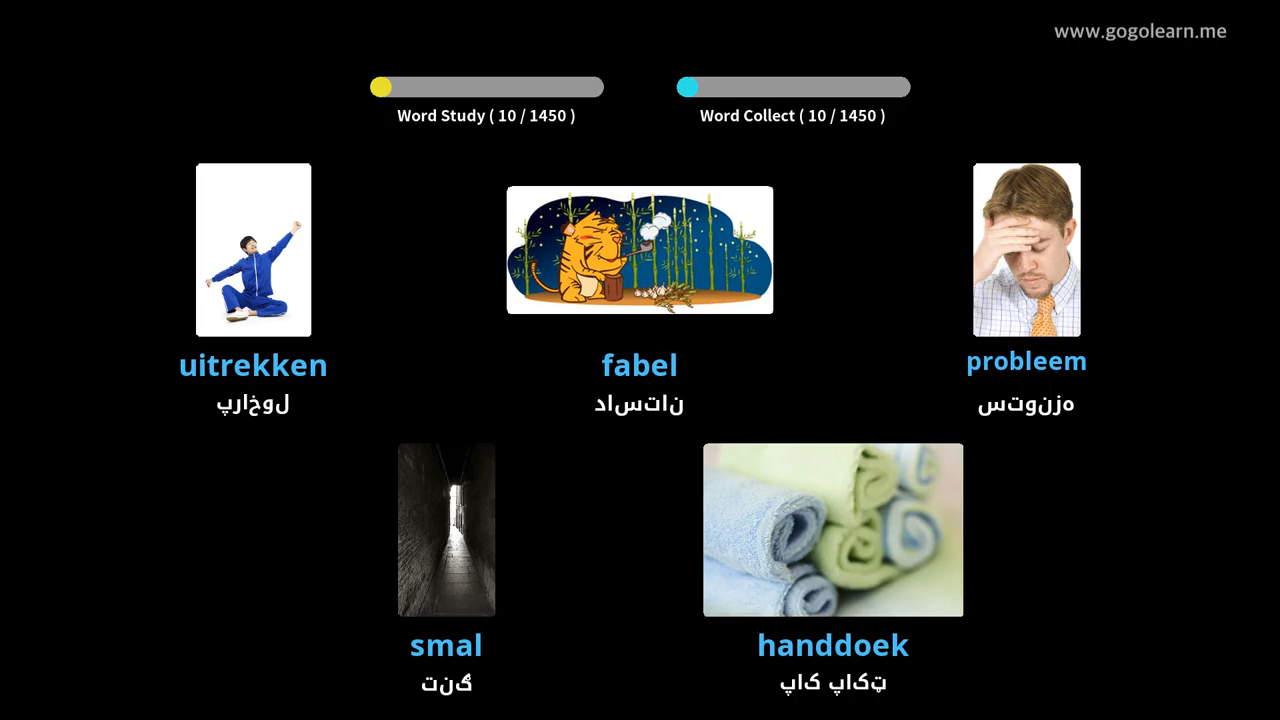 www.gogolearn.me
Word Study ( 10 / 1450 )
Word Collect ( 10 / 1450 )
uitrekken
لوخارپ
fabel
ناتساد
probleem
هزنوتس
smal
ګنت
handdoek
ټکاپ کاپ